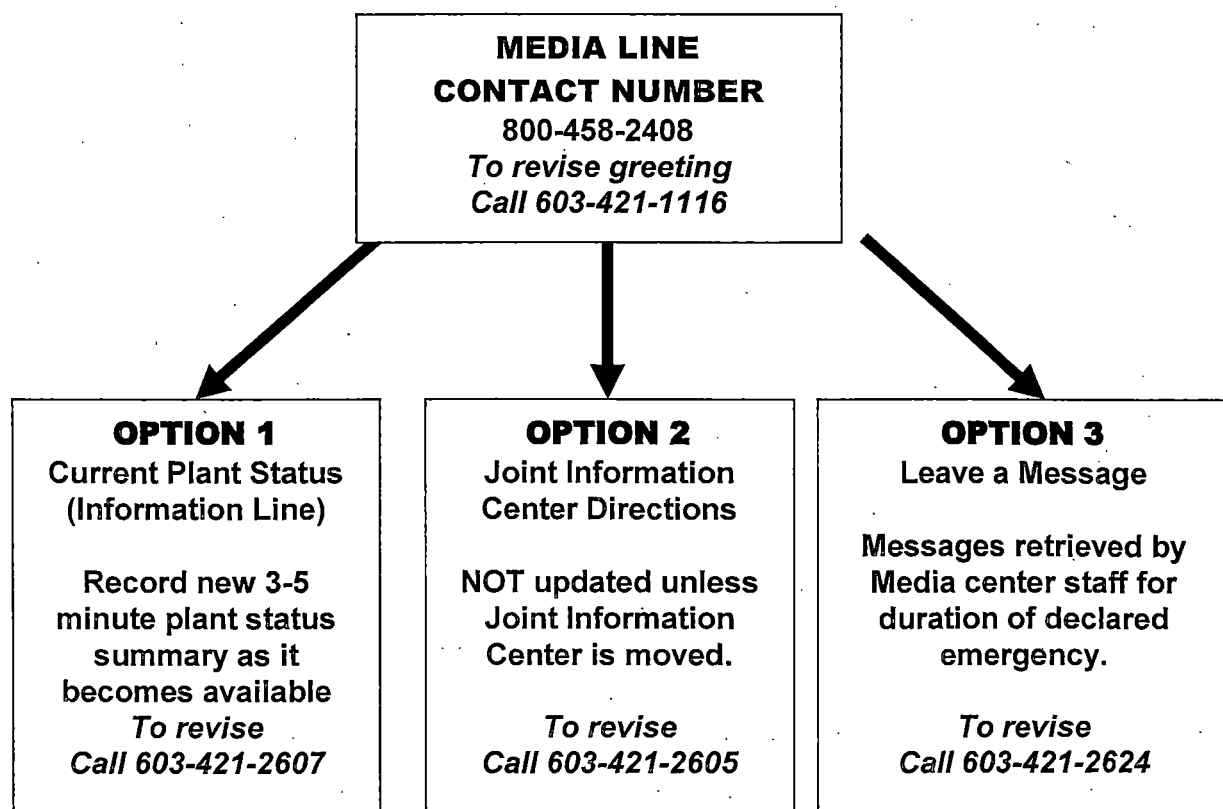 MEDIA LINE
CONTACT NUMBER
800-458-2408
To revise greeting
Call 603-421-1116
OPTION 1
Current Plant Status
(Information Line)
Record new 3-5
minute plant status
summary as it
becomes available
To revise
Call 603-421-2607
OPTION 2
Joint Information
Center Directions
NOT updated unless
Joint Information
Center is moved.
To revise
Call 603-421-2605
OPTION 3
Leave a Message
Messages retrieved by
Media center staff for
duration of declared
emergency.
To revise
Call 603-421-2624